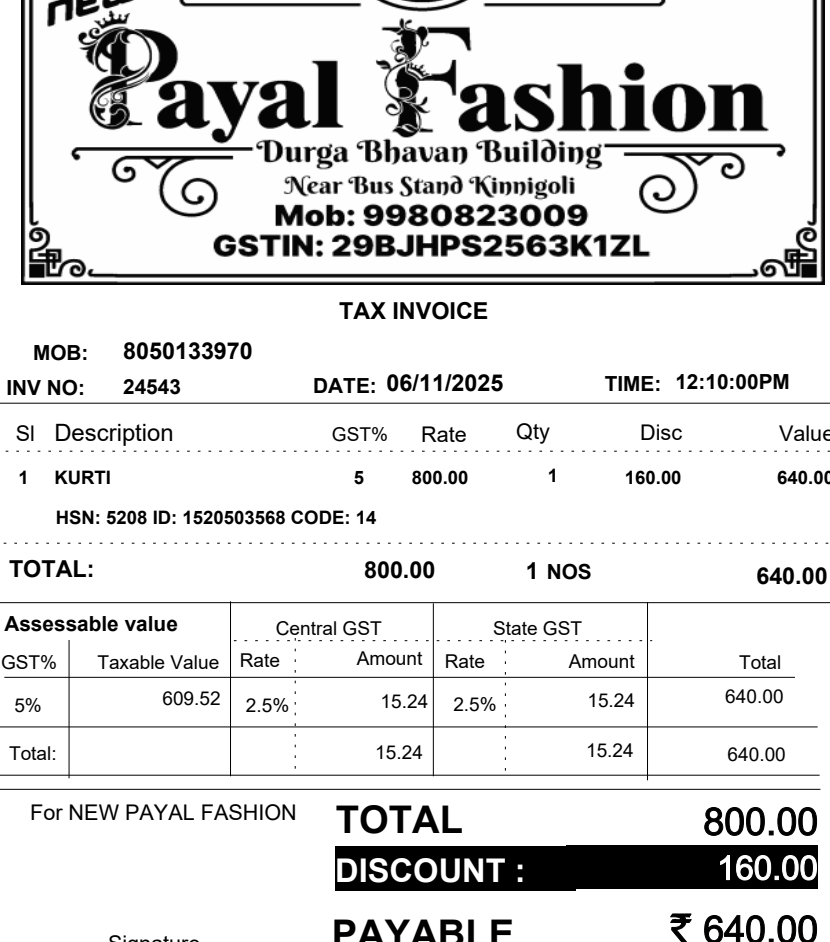 new
Payal Fashion
Durga Bhavan Building
Near Bus Stand Kinnigoli
Mob: 9980823009
GSTIN: 29BJHPS2563K1ZL
TAX INVOICE
MOB: 8050133970
INV NO: 24543 DATE: 06/11/2025 TIME: 12:10:00PM
Sl Description GST% Rate Qty Disc Value
1 KURTI 5 800.00 1 160.00 640.00
HSN: 5208 ID: 1520503568 CODE: 14
TOTAL: 800.00 1 NOS 640.00
Assessable value Central GST State GST
GST% Taxable Value Rate Amount Rate Amount Total
5% 609.52 2.5% 15.24 2.5% 15.24 640.00
Total: 15.24 15.24 640.00
For NEW PAYAL FASHION TOTAL 800.00
DISCOUNT : 160.00
Signature PAYABLE ₹ 640.00